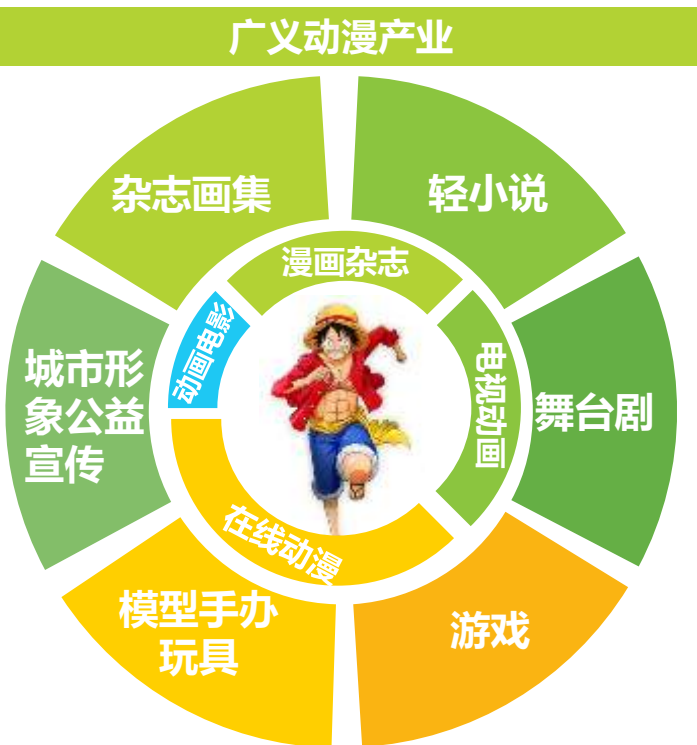 广义动漫产业
杂志画集
轻小说
漫画杂志
动画电影
电视动画
城市形
象公益
宣传
舞台剧
在线动漫
模型手办
玩具
游戏